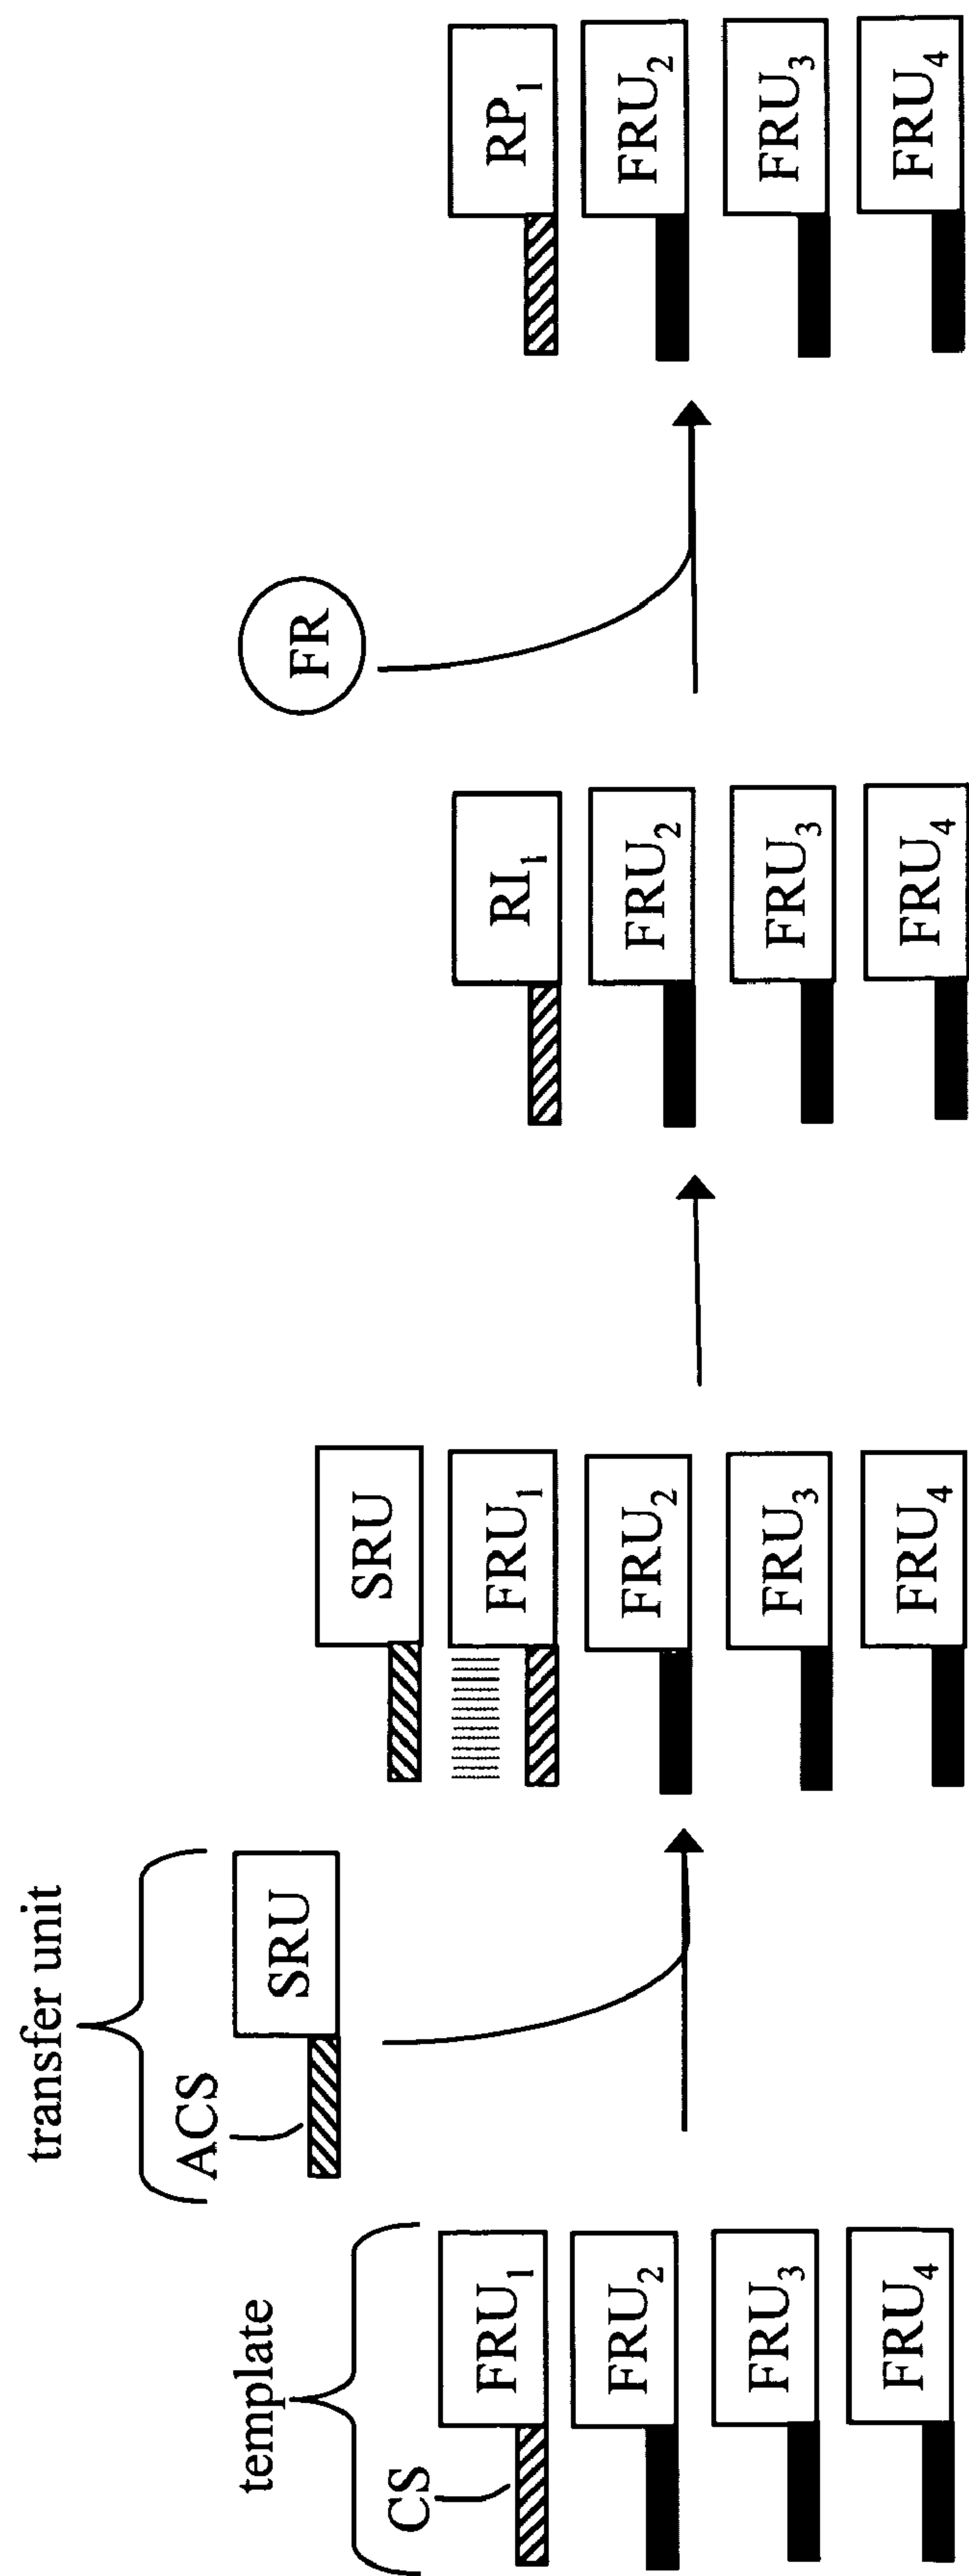 template
CS
FRU1
FRU2
FRU3
FRU4
transfer unit
ACS
SRU
SRU
FRU1
FRU2
FRU3
FRU4
RI1
FRU2
FRU3
FRU4
FR
RP1
FRU2
FRU3
FRU4